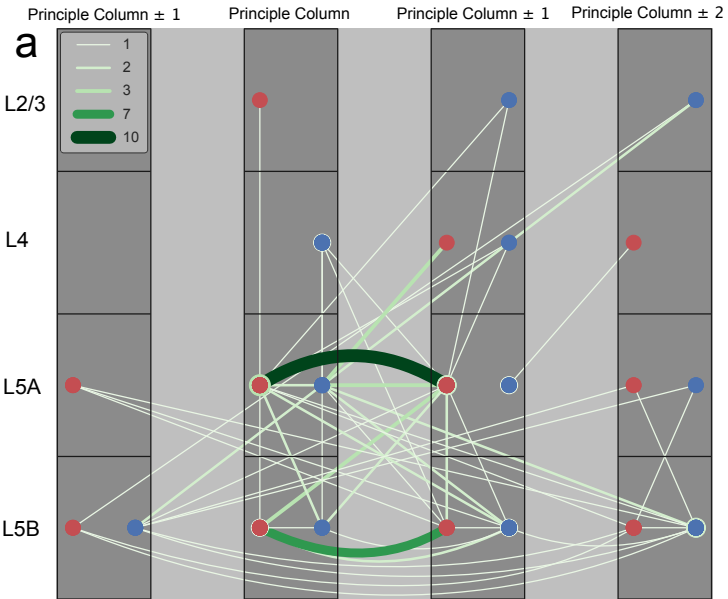 Principle Column ± 1 Principle Column Principle Column ± 1 Principle Column ± 2
a
1
2
3
7
10
L2/3
L4
L5A
L5B